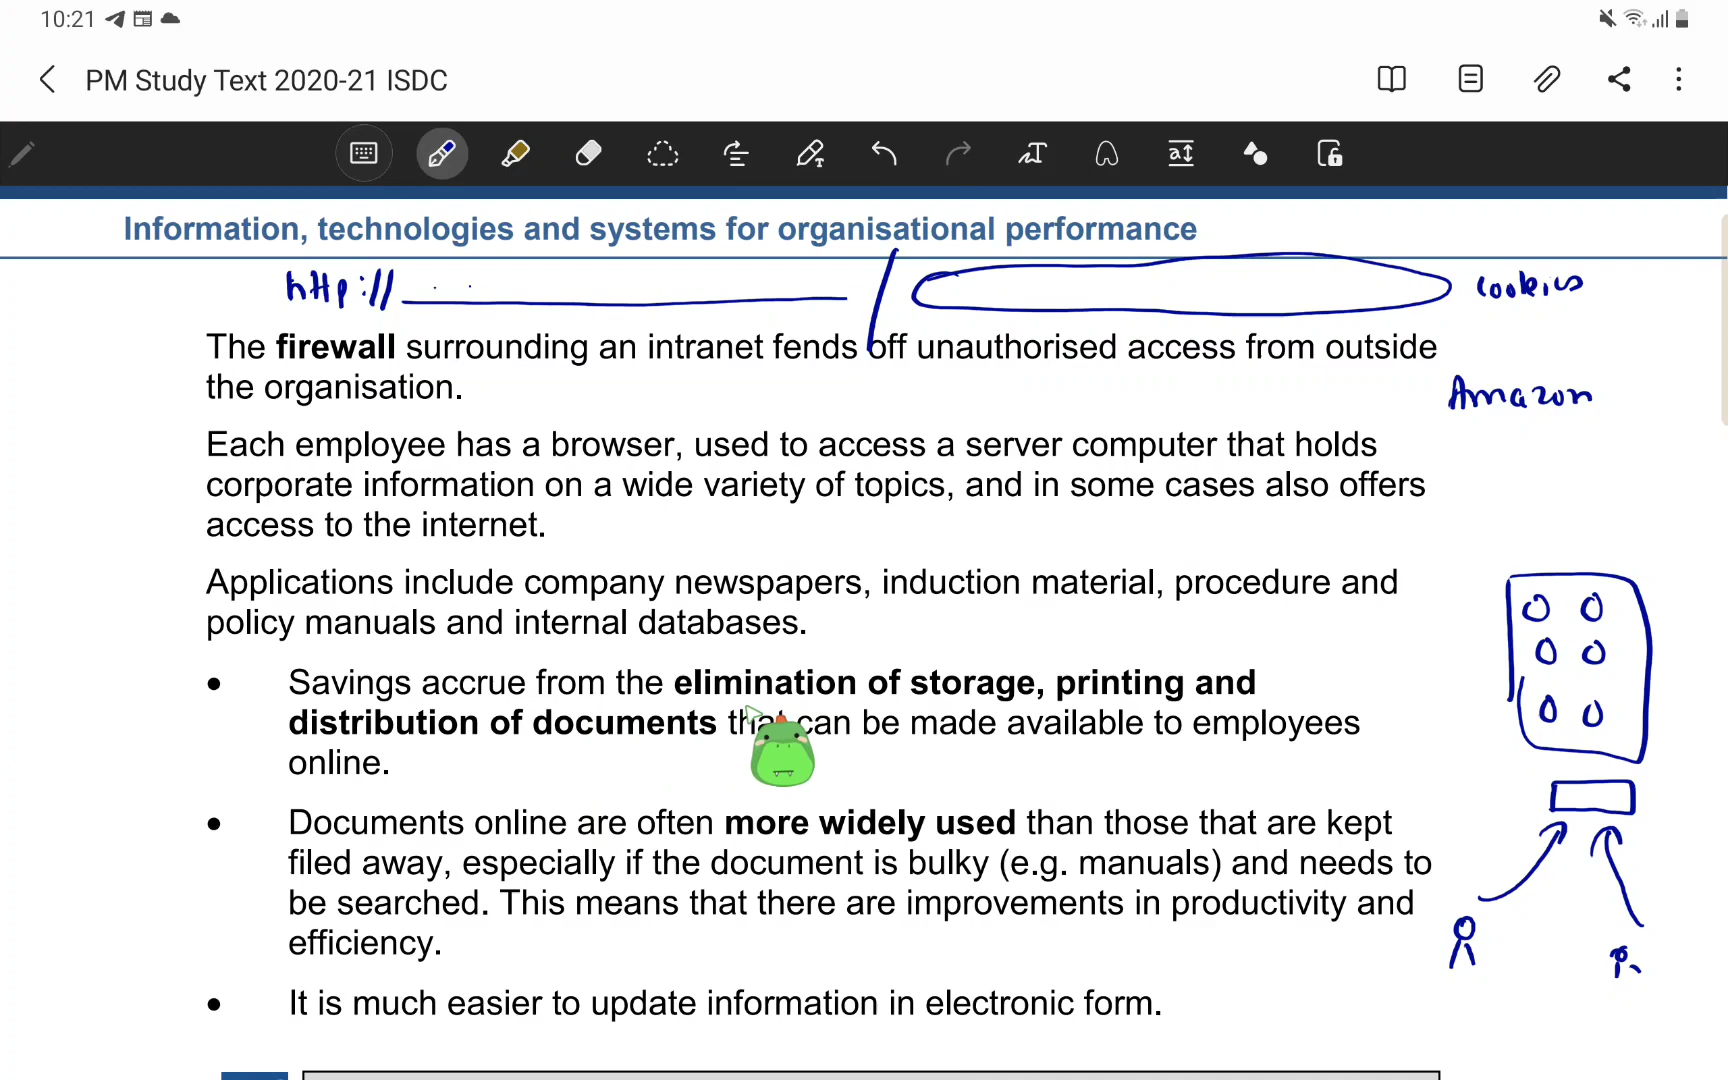 10:21
PM Study Text 2020-21 ISDC
Information, technologies and systems for organisational performance
http:// cookies
The firewall surrounding an intranet fends off unauthorised access from outside
the organisation.
Amazon
Each employee has a browser, used to access a server computer that holds
corporate information on a wide variety of topics, and in some cases also offers
access to the internet.
Applications include company newspapers, induction material, procedure and
policy manuals and internal databases.
• Savings accrue from the elimination of storage, printing and
distribution of documents that can be made available to employees
online.
• Documents online are often more widely used than those that are kept
filed away, especially if the document is bulky (e.g. manuals) and needs to
be searched. This means that there are improvements in productivity and
efficiency.
• It is much easier to update information in electronic form.